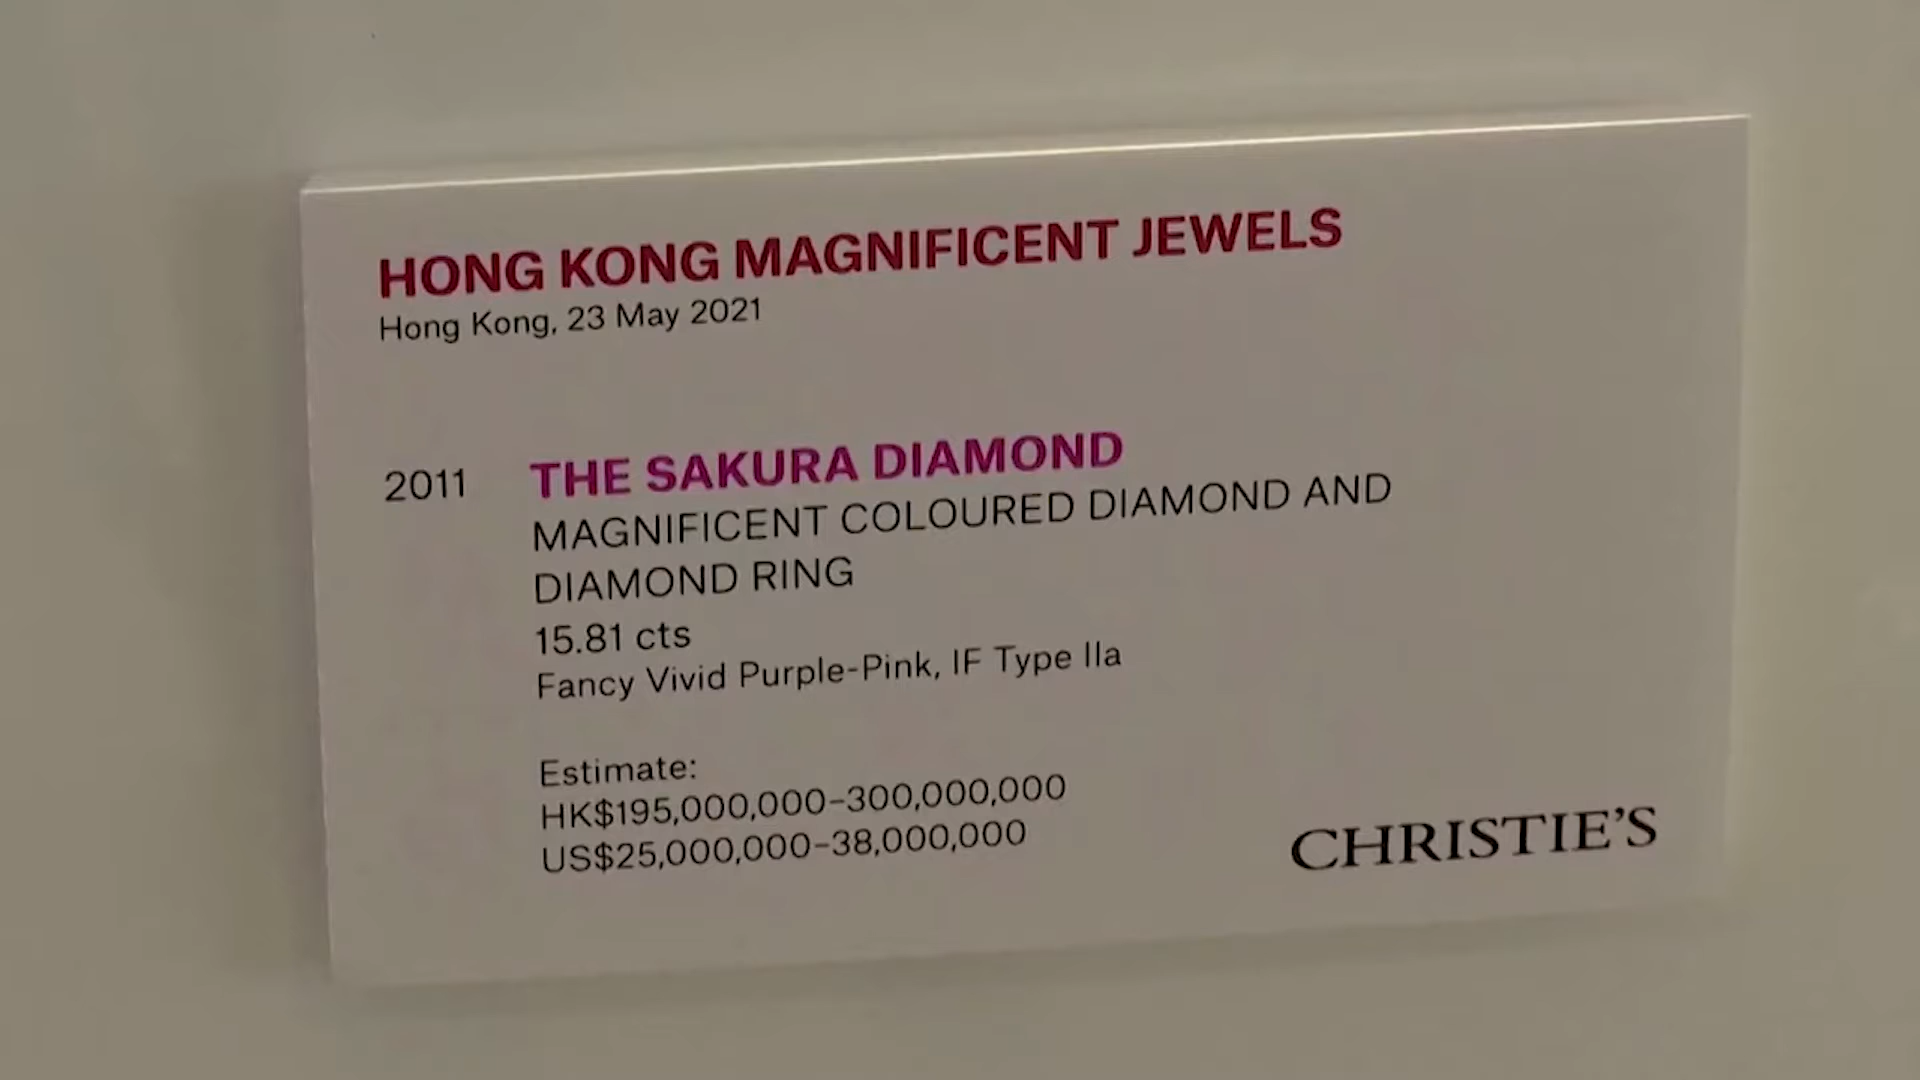 HONG KONG MAGNIFICENT JEWELS
Hong Kong, 23 May 2021
2011 THE SAKURA DIAMOND
MAGNIFICENT COLOURED DIAMOND AND
DIAMOND RING
15.81 cts
Fancy Vivid Purple-Pink, IF Type IIa
Estimate:
HK$195,000,000–300,000,000
US$25,000,000–38,000,000
CHRISTIE'S